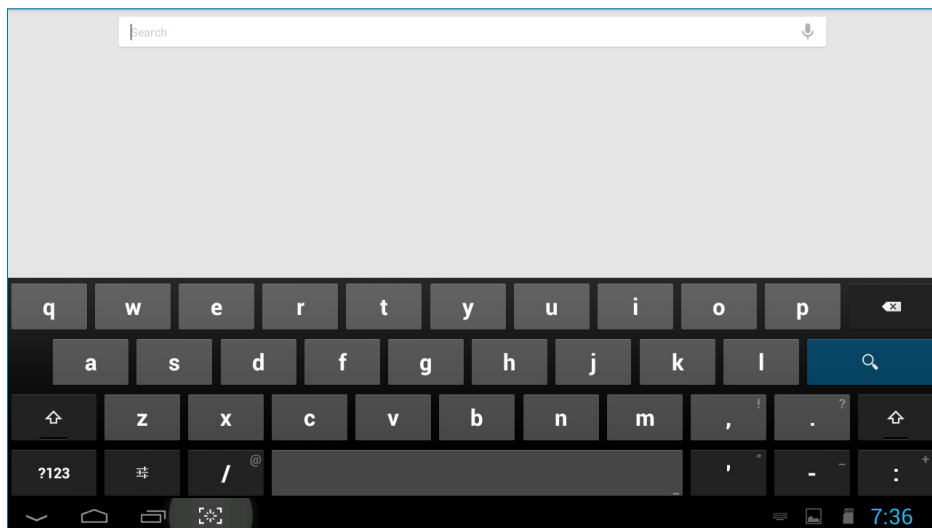 Search
q w e r t y u i o p
a s d f g h j k l
z x c v b n m , ! . ?
?123 / @ ... ' " - _ : +
7:36